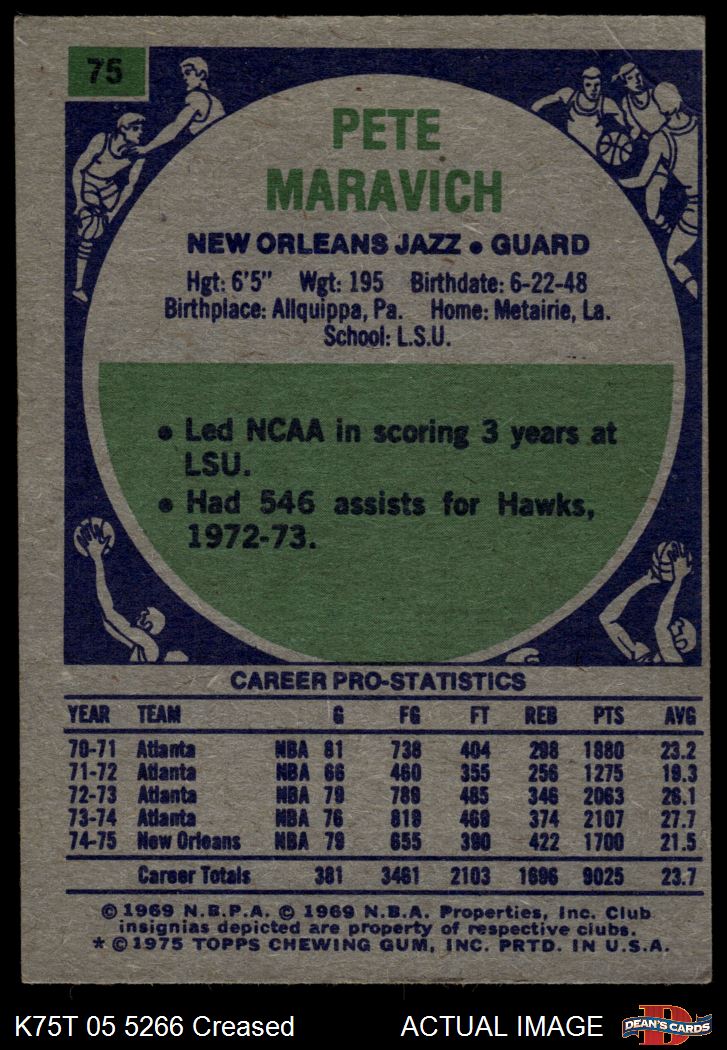 75
PETE
MARAVICH
NEW ORLEANS JAZZ • GUARD
Hgt: 6'5" Wgt: 195 Birthdate: 6-22-48
Birthplace: Aliquippa, Pa. Home: Metairie, La.
School: L.S.U.
• Led NCAA in scoring 3 years at
LSU.
• Had 546 assists for Hawks,
1972-73.
CAREER PRO-STATISTICS
YEAR TEAM G FG FT REB PTS AVG
70-71 Atlanta NBA 81 738 404 298 1880 23.2
71-72 Atlanta NBA 66 460 355 256 1275 19.3
72-73 Atlanta NBA 79 789 485 346 2063 26.1
73-74 Atlanta NBA 76 819 469 374 2107 27.7
74-75 New Orleans NBA 79 655 390 422 1700 21.5
Career Totals 381 3461 2103 1696 9025 23.7
© 1969 N.B.P.A. © 1969 N.B.A. Properties, Inc. Club
insignias depicted are property of respective clubs.
* © 1975 TOPPS CHEWING GUM, INC. PRTD. IN U.S.A.
K75T 05 5266 Creased ACTUAL IMAGE
D
DEAN'S CARDS